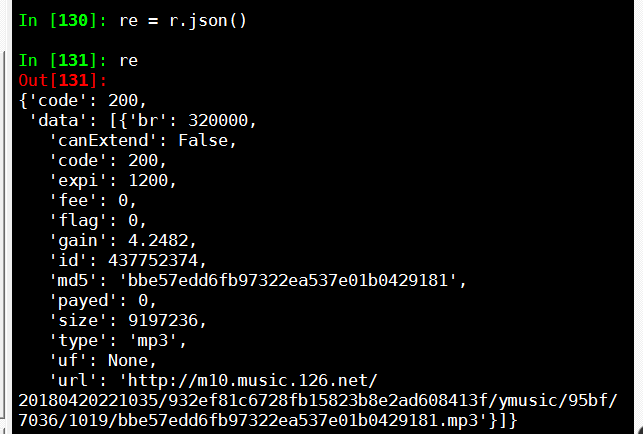 In [130]: re = r.json()
In [131]: re
Out[131]:
{'code': 200,
 'data': [{'br': 320000,
   'canExtend': False,
   'code': 200,
   'expi': 1200,
   'fee': 0,
   'flag': 0,
   'gain': 4.2482,
   'id': 437752374,
   'md5': 'bbe57edd6fb97322ea537e01b0429181',
   'payed': 0,
   'size': 9197236,
   'type': 'mp3',
   'uf': None,
   'url': 'http://m10.music.126.net/
20180420221035/932ef81c6728fb15823b8e2ad608413f/ymusic/95bf/
7036/1019/bbe57edd6fb97322ea537e01b0429181.mp3'}]}